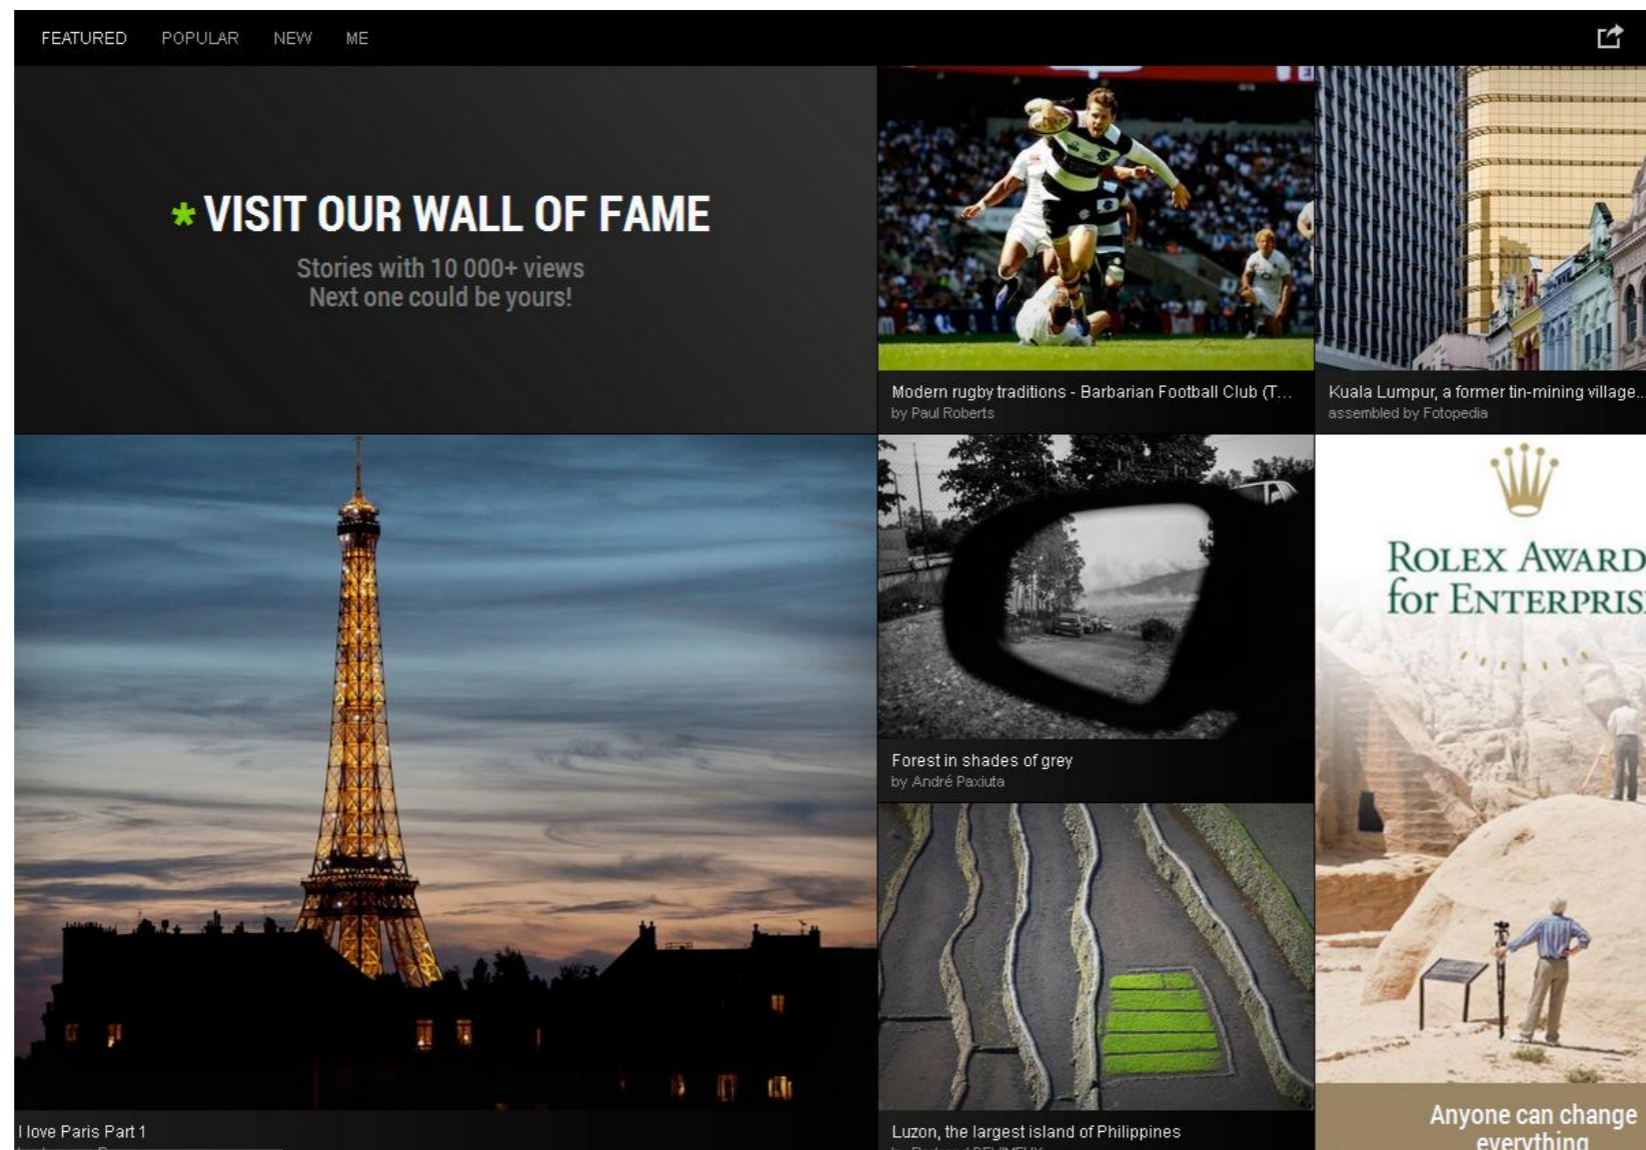 FEATURED POPULAR NEW ME
* VISIT OUR WALL OF FAME
Stories with 10 000+ views
Next one could be yours!
Modern rugby traditions - Barbarian Football Club (T...
by Paul Roberts
Kuala Lumpur, a former tin-mining village...
assembled by Fotopedia
ROLEX AWARD
for ENTERPRIS
Forest in shades of grey
by André Paxiuta
Anyone can change
everything
I love Paris Part 1
Luzon, the largest island of Philippines